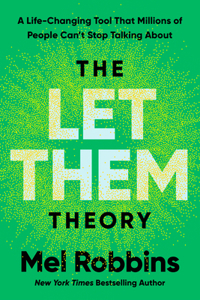 A Life-Changing Tool That Millions of
People Can't Stop Talking About
THE
LET
THEM
THEORY
Mel Robbins
New York Times Bestselling Author